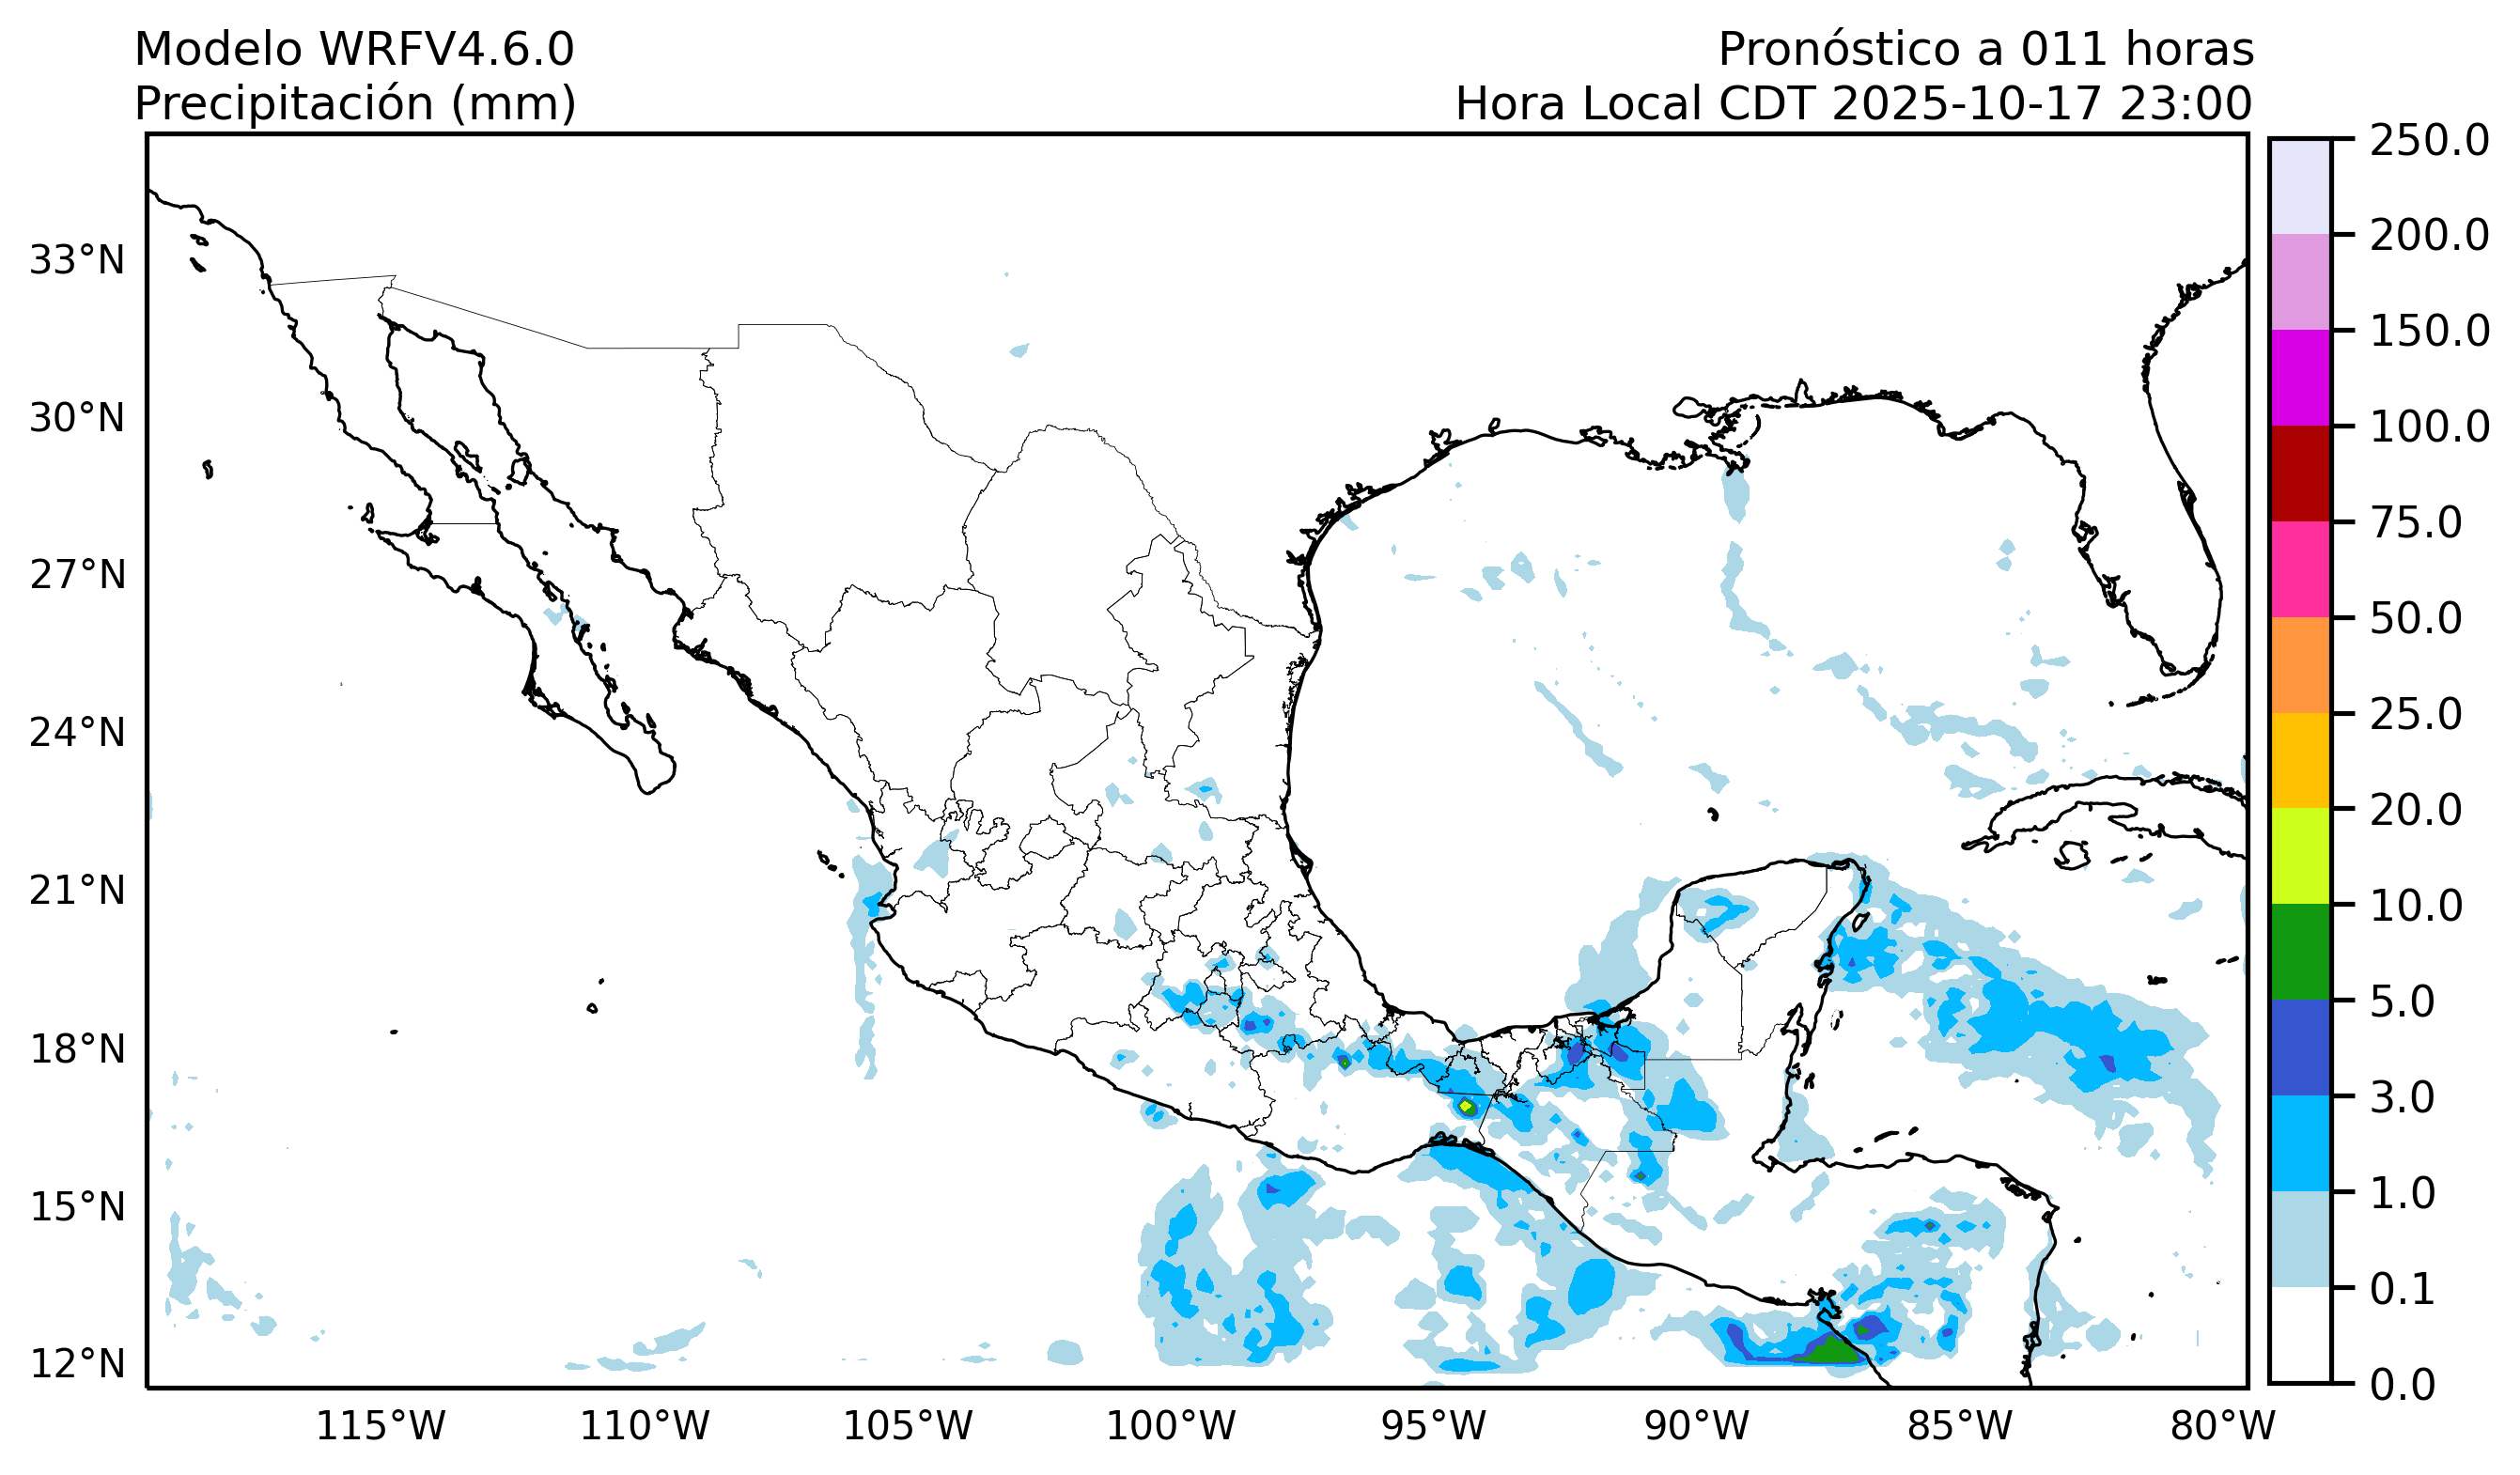 Modelo WRFV4.6.0
Precipitación (mm)
Pronóstico a 011 horas
Hora Local CDT 2025-10-17 23:00
33°N
30°N
27°N
24°N
21°N
18°N
15°N
12°N
115°W
110°W
105°W
100°W
95°W
90°W
85°W
80°W
250.0
200.0
150.0
100.0
75.0
50.0
25.0
20.0
10.0
5.0
3.0
1.0
0.1
0.0